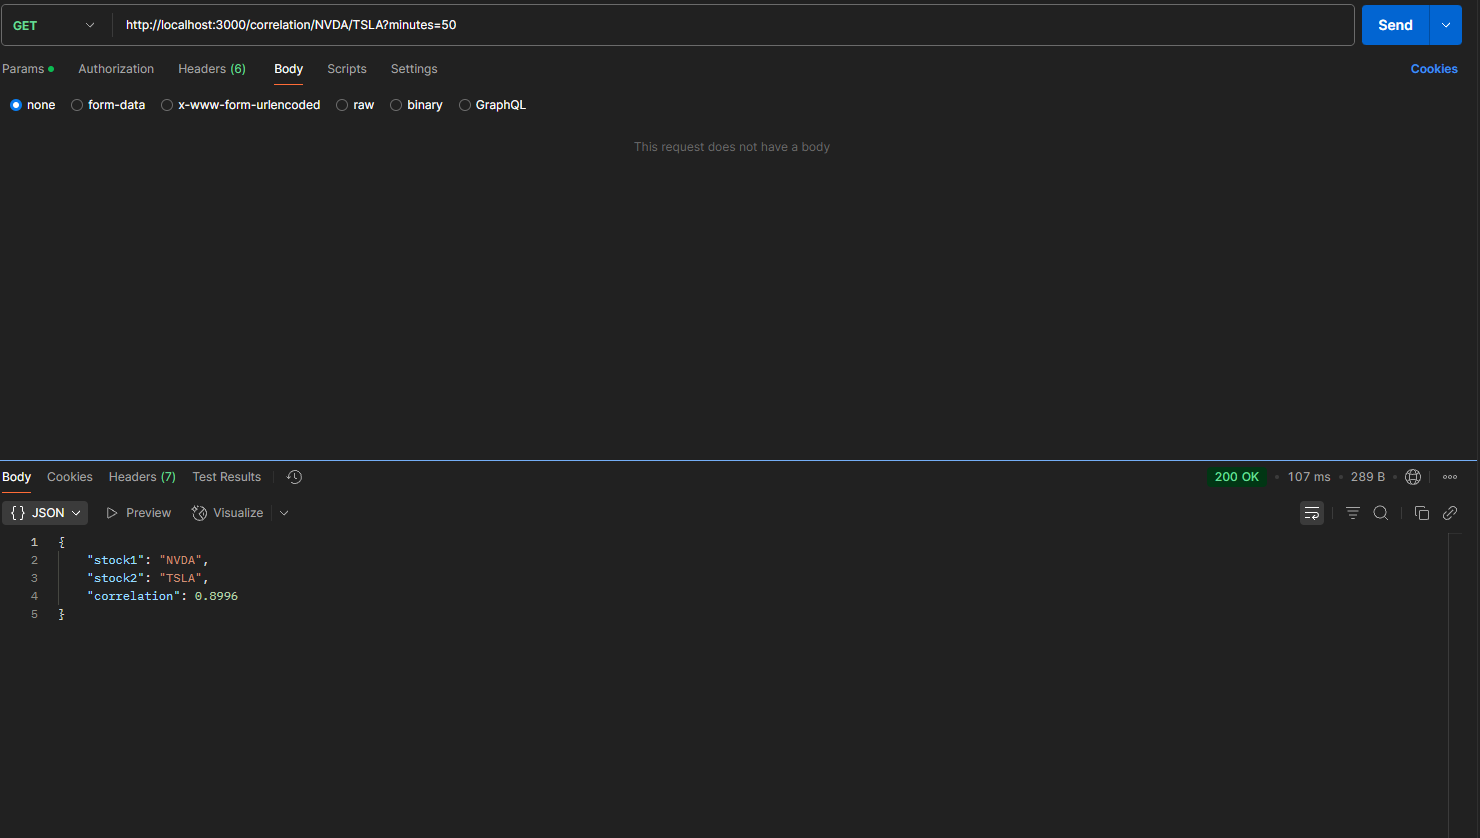 GET http://localhost:3000/correlation/NVDA/TSLA?minutes=50 Send
Params Authorization Headers (6) Body Scripts Settings Cookies
none form-data x-www-form-urlencoded raw binary GraphQL
This request does not have a body
Body Cookies Headers (7) Test Results 200 OK • 107 ms • 289 B •
{} JSON Preview Visualize
1 {
2 "stock1": "NVDA",
3 "stock2": "TSLA",
4 "correlation": 0.8996
5 }